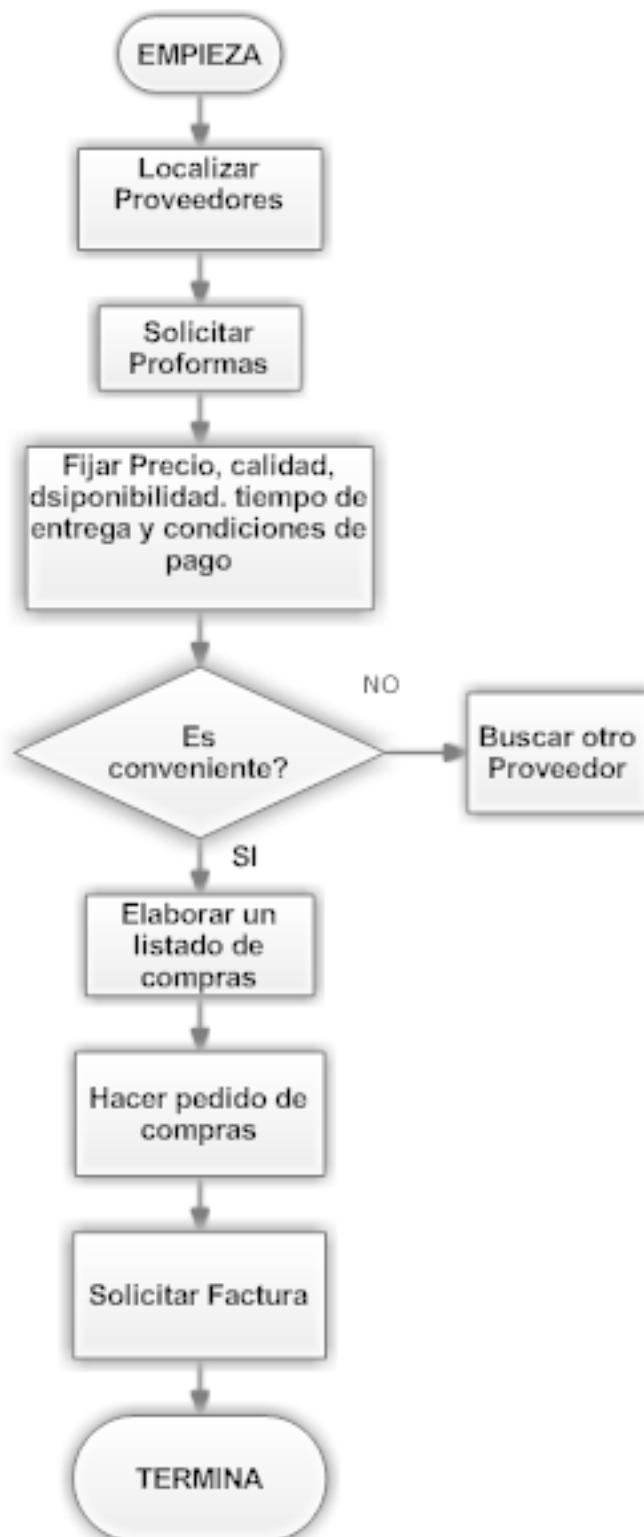 EMPIEZA
Localizar
Proveedores
Solicitar
Proformas
Fijar Precio, calidad,
dsiponibilidad. tiempo de
entrega y condiciones de
pago
Es
conveniente?
NO
Buscar otro
Proveedor
SI
Elaborar un
listado de
compras
Hacer pedido de
compras
Solicitar Factura
TERMINA